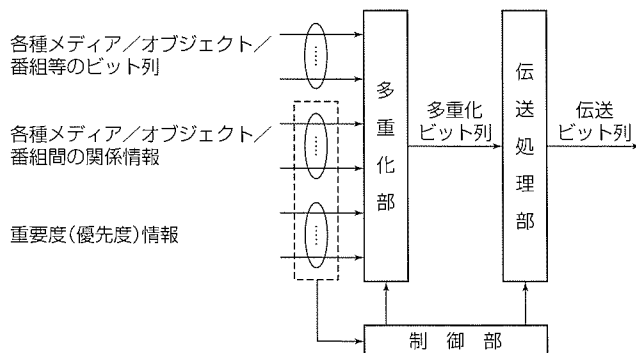 各種メディア／オブジェクト／
番組等のビット列
各種メディア／オブジェクト／
番組間の関係情報
重要度(優先度)情報
多重化部
多重化
ビット列
伝送処理部
伝送
ビット列
制御部